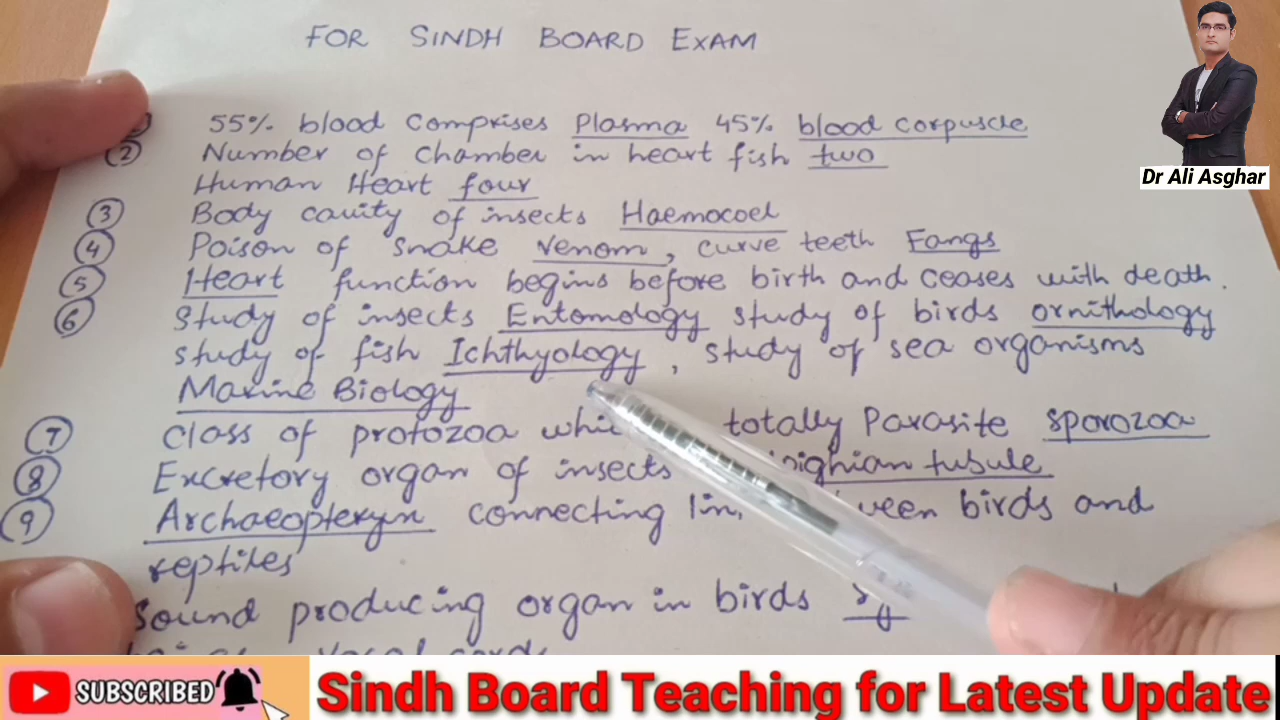 FOR SINDH BOARD EXAM
Dr Ali Asghar
55% blood comprises Plasma 45% blood corpuscle
② Number of chamber in heart fish two
Human Heart four
③ Body cavity of insects Haemocoel
④ Poison of snake Venom, curve teeth Fangs
⑤ Heart function begins before birth and ceases with death.
⑥ Study of insects Entomology study of birds ornithology
study of fish Ichthyology, study of sea organisms
Marine Biology
⑦ Class of protozoa totally Parasite sporozoa
⑧ Excretory organ of insects tubule
⑨ Archaeopteryx connecting birds and
reptiles
Sound producing organ in birds
vocal cords
SUBSCRIBED
Sindh Board Teaching for Latest Update